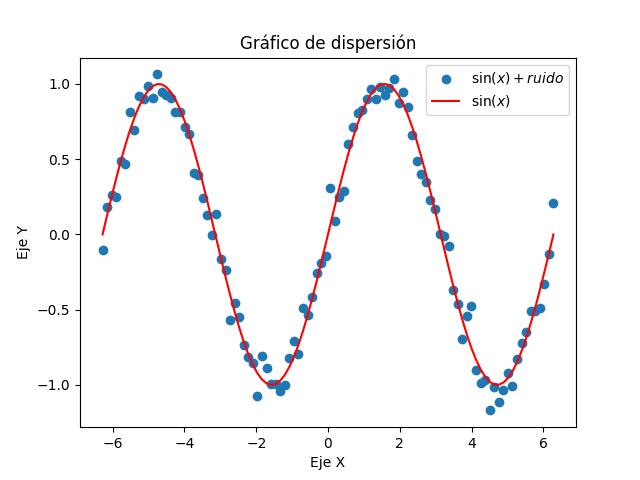 Gráfico de dispersión
sin(x) + ruido
sin(x)
1.0
0.5
0.0
−0.5
−1.0
Eje Y
−6 −4 −2 0 2 4 6
Eje X